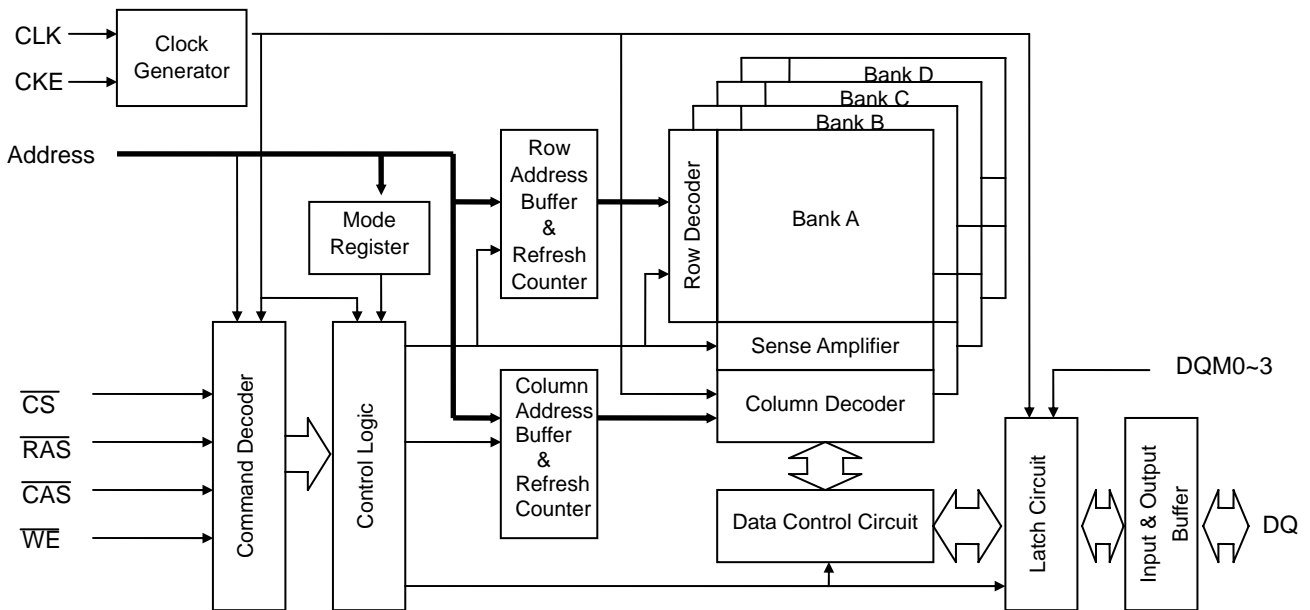 CLK
CKE
Clock
Generator
Address
Mode
Register
Row
Address
Buffer
&
Refresh
Counter
Row Decoder
Bank D
Bank C
Bank B
Bank A
Sense Amplifier
Column Decoder
CS
RAS
CAS
WE
Command Decoder
Control Logic
Column
Address
Buffer
&
Refresh
Counter
Data Control Circuit
DQM0~3
Latch Circuit
Input & Output
Buffer
DQ